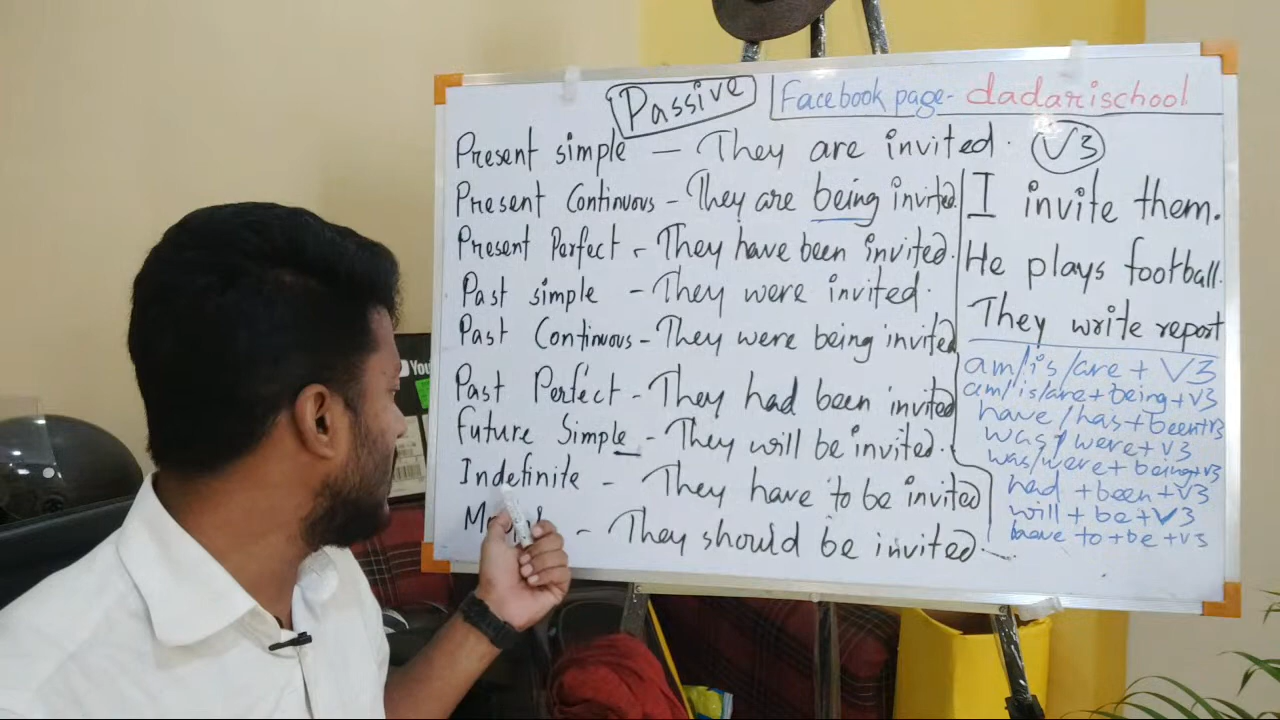 Passive
Facebook page- dadarischool
Present simple - They are invited. V3
Present Continuous - They are being invited.
Present Perfect - They have been invited.
Past simple - They were invited.
Past Continuous - They were being invited
Past Perfect - They had been invited
Future Simple - They will be invited.
Indefinite - They have to be invited
- They should be invited.
I invite them.
He plays football.
They write report
am/is/are + V3
am/is/are + being + V3
have/has + been + V3
was/were + V3
was/were + being + V3
had + been + V3
will + be + V3
have to + be + V3
You